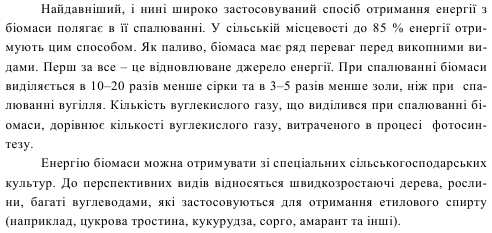 Найдавніший, і нині широко застосовуваний спосіб отримання енергії з
біомаси полягає в її спалюванні. У сільській місцевості до 85 % енергії отри-
мують цим способом. Як паливо, біомаса має ряд переваг перед викопними ви-
дами. Перш за все – це відновлюване джерело енергії. При спалюванні біомаси
виділяється в 10–20 разів менше сірки та в 3–5 разів менше золи, ніж при спа-
люванні вугілля. Кількість вуглекислого газу, що виділився при спалюванні бі-
омаси, дорівнює кількості вуглекислого газу, витраченого в процесі фотосин-
тезу.
Енергію біомаси можна отримувати зі спеціальних сільськогосподарських
культур. До перспективних видів відносяться швидкозростаючі дерева, росли-
ни, багаті вуглеводами, які застосовуються для отримання етилового спирту
(наприклад, цукрова тростина, кукурудза, сорго, амарант та інші).